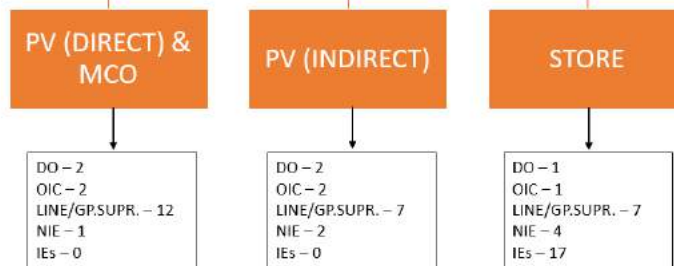 PV (DIRECT) &
MCO
PV (INDIRECT)
STORE
DO – 2
OIC – 2
LINE/GP.SUPR. – 12
NIE – 1
IEs – 0
DO – 2
OIC – 2
LINE/GP.SUPR. – 7
NIE – 2
IEs – 0
DO – 1
OIC – 1
LINE/GP.SUPR. – 7
NIE – 4
IEs – 17